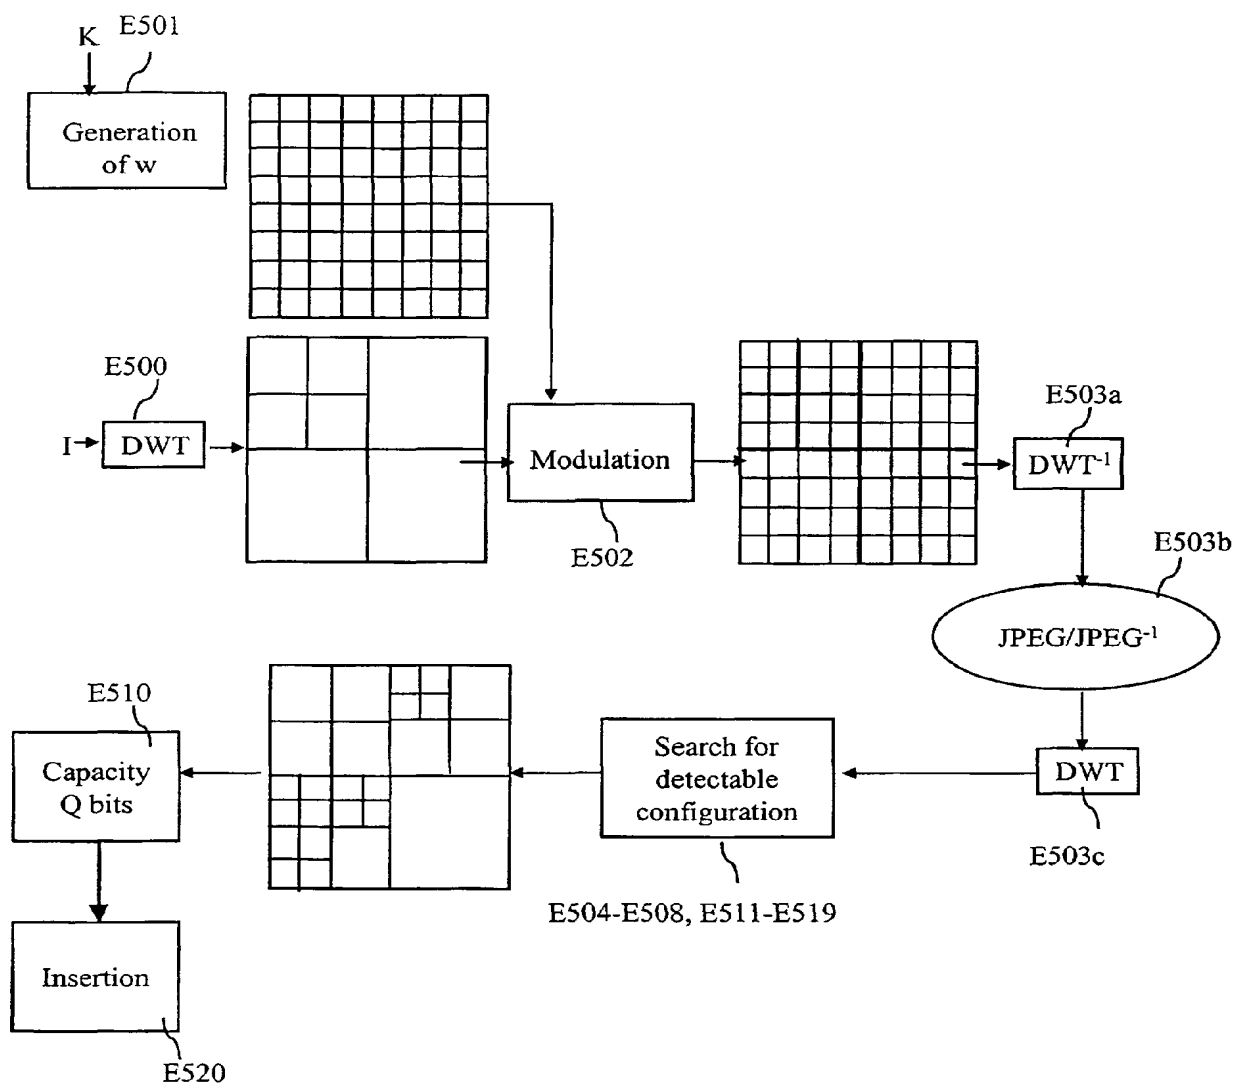 K
E501
Generation
of w
E500
I
DWT
Modulation
E502
E503a
DWT-1
E503b
JPEG/JPEG-1
DWT
E503c
Search for
detectable
configuration
E504-E508, E511-E519
E510
Capacity
Q bits
Insertion
E520